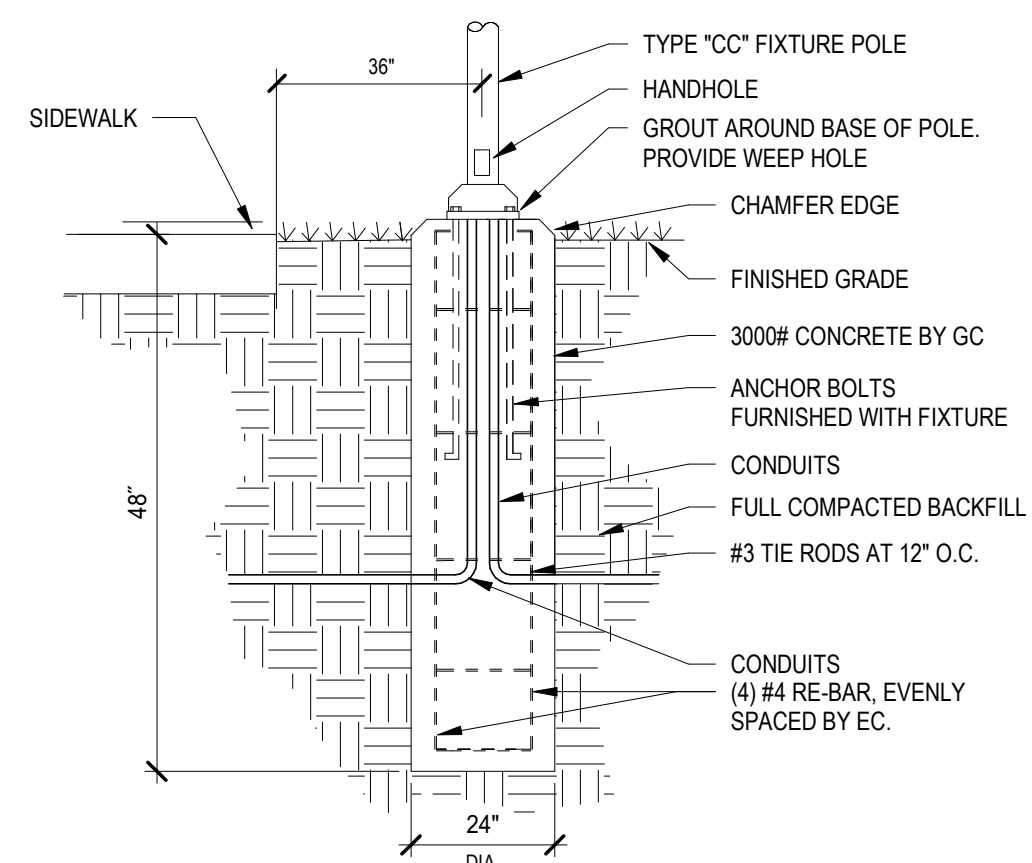 36"
TYPE "CC" FIXTURE POLE
HANDHOLE
SIDEWALK
GROUT AROUND BASE OF POLE.
PROVIDE WEEP HOLE
CHAMFER EDGE
FINISHED GRADE
3000# CONCRETE BY GC
ANCHOR BOLTS
FURNISHED WITH FIXTURE
CONDUITS
48"
FULL COMPACTED BACKFILL
#3 TIE RODS AT 12" O.C.
CONDUITS
(4) #4 RE-BAR, EVENLY
SPACED BY EC.
24"
DIA